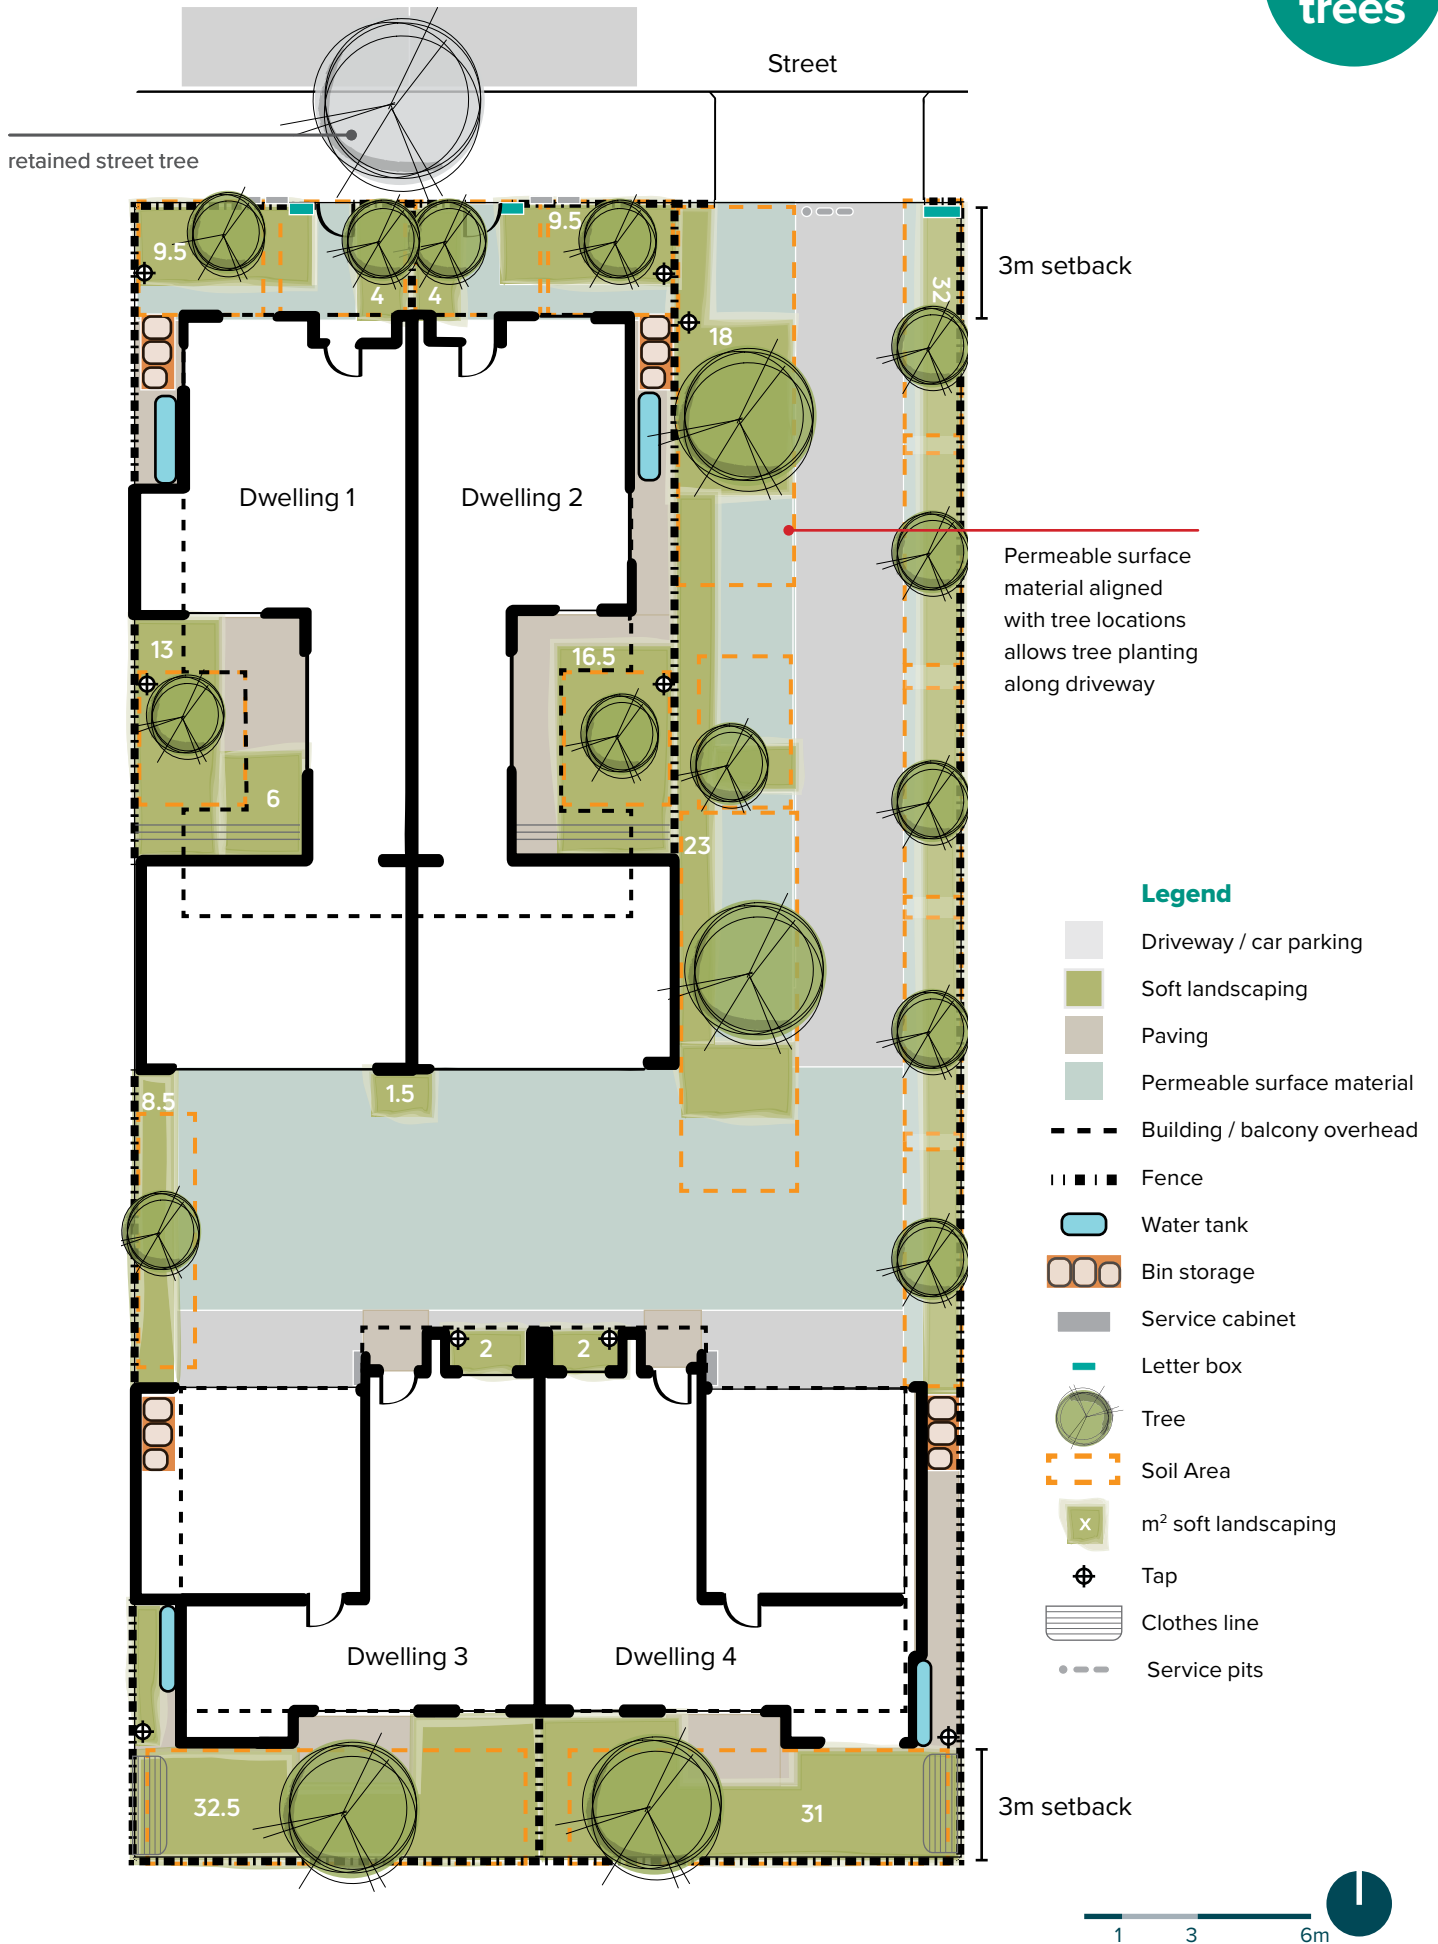 trees
Street
retained street tree
9.5
9.5
4
4
32
3m setback
18
Dwelling 1
Dwelling 2
Permeable surface
material aligned
with tree locations
allows tree planting
along driveway
13
16.5
6
23
8.5
1.5
2
2
Dwelling 3
Dwelling 4
32.5
31
3m setback
Legend
Driveway / car parking
Soft landscaping
Paving
Permeable surface material
Building / balcony overhead
Fence
Water tank
Bin storage
Service cabinet
Letter box
Tree
Soil Area
x
m² soft landscaping
Tap
Clothes line
Service pits
1 3 6m